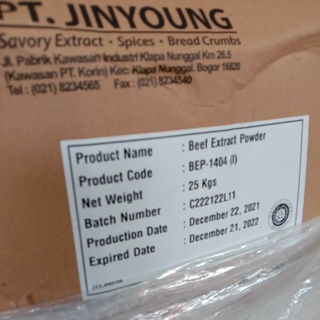 PT. JINYOUNG
Savory Extract • Spices • Bread Crumbs
JL. Pabrik Kawasan Industri Klapa Nunggal Km 26.5
(Kawasan PT. Korin) Kec. Klapa Nunggal. Bogor 16820
Tel : (021) 8234565 Fax : (021) 8234540
Product Name : Beef Extract Powder
Product Code : BEP-1404 (I)
Net Weight : 25 Kgs
Batch Number : C222122L11
Production Date : December 22, 2021
Expired Date : December 21, 2022